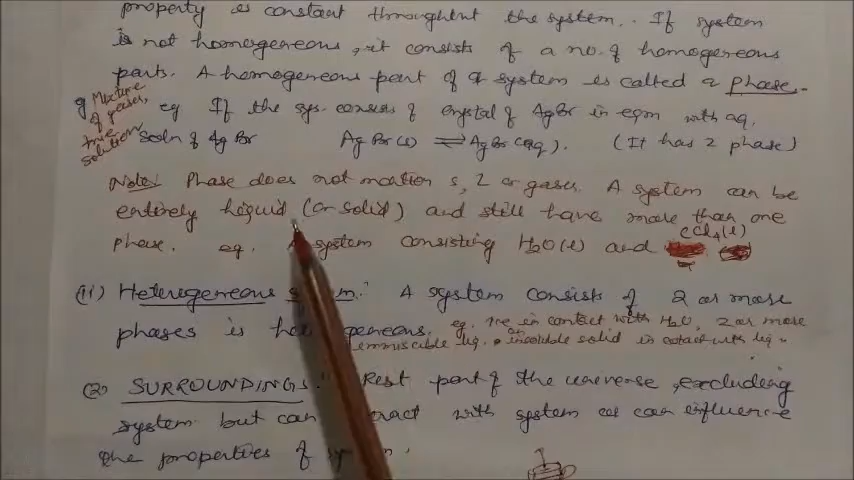 property is constant throughtnt the system. If system
is not homogeneous, it consists of a no. of homogeneous
parts. A homogeneous part of a system is called a phase.
eg Mixture of gases, true solution
eg If the sys. consists of crystal of AgBr in eqm with aq.
Soln of AgBr AgBr(s) ⇌ AgBr(aq). (It has 2 phase)
Note: Phase does not mention s, L or gases. A system can be
entirely liquid (or solid) and still have more than one
phase. eg. A system consisting H₂O(l) and CCl₄(l)
(ii) Heterogeneous : A system consists of 2 or more
phases is eg. Ice in contact with H₂O, 2 or more
immiscible liq. or insoluble solid in contact with liq.
(2) SURROUNDINGS: Rest part of the universe, excluding
system but can with system or can influence
the properties of